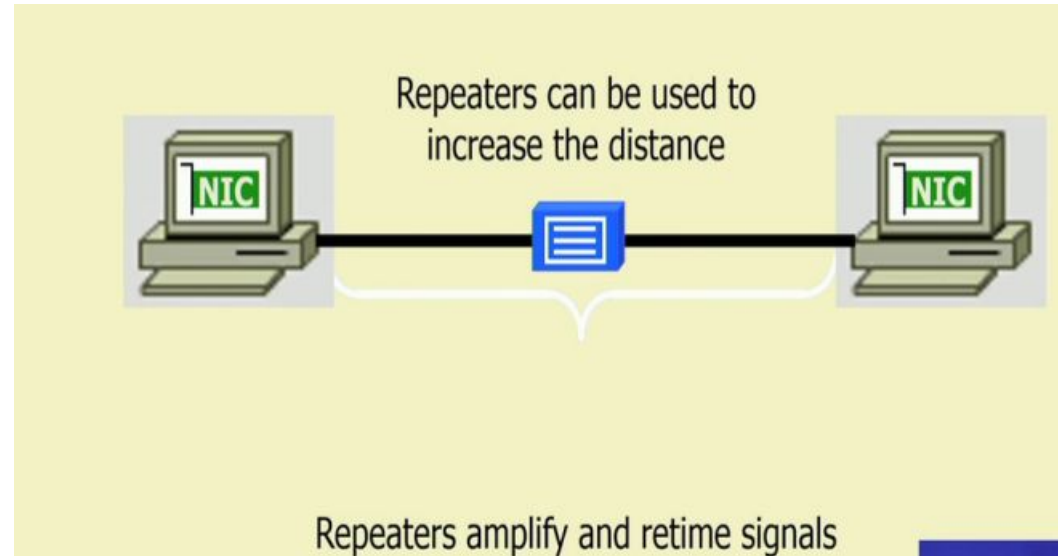 Repeaters can be used to
increase the distance
NIC
NIC
Repeaters amplify and retime signals